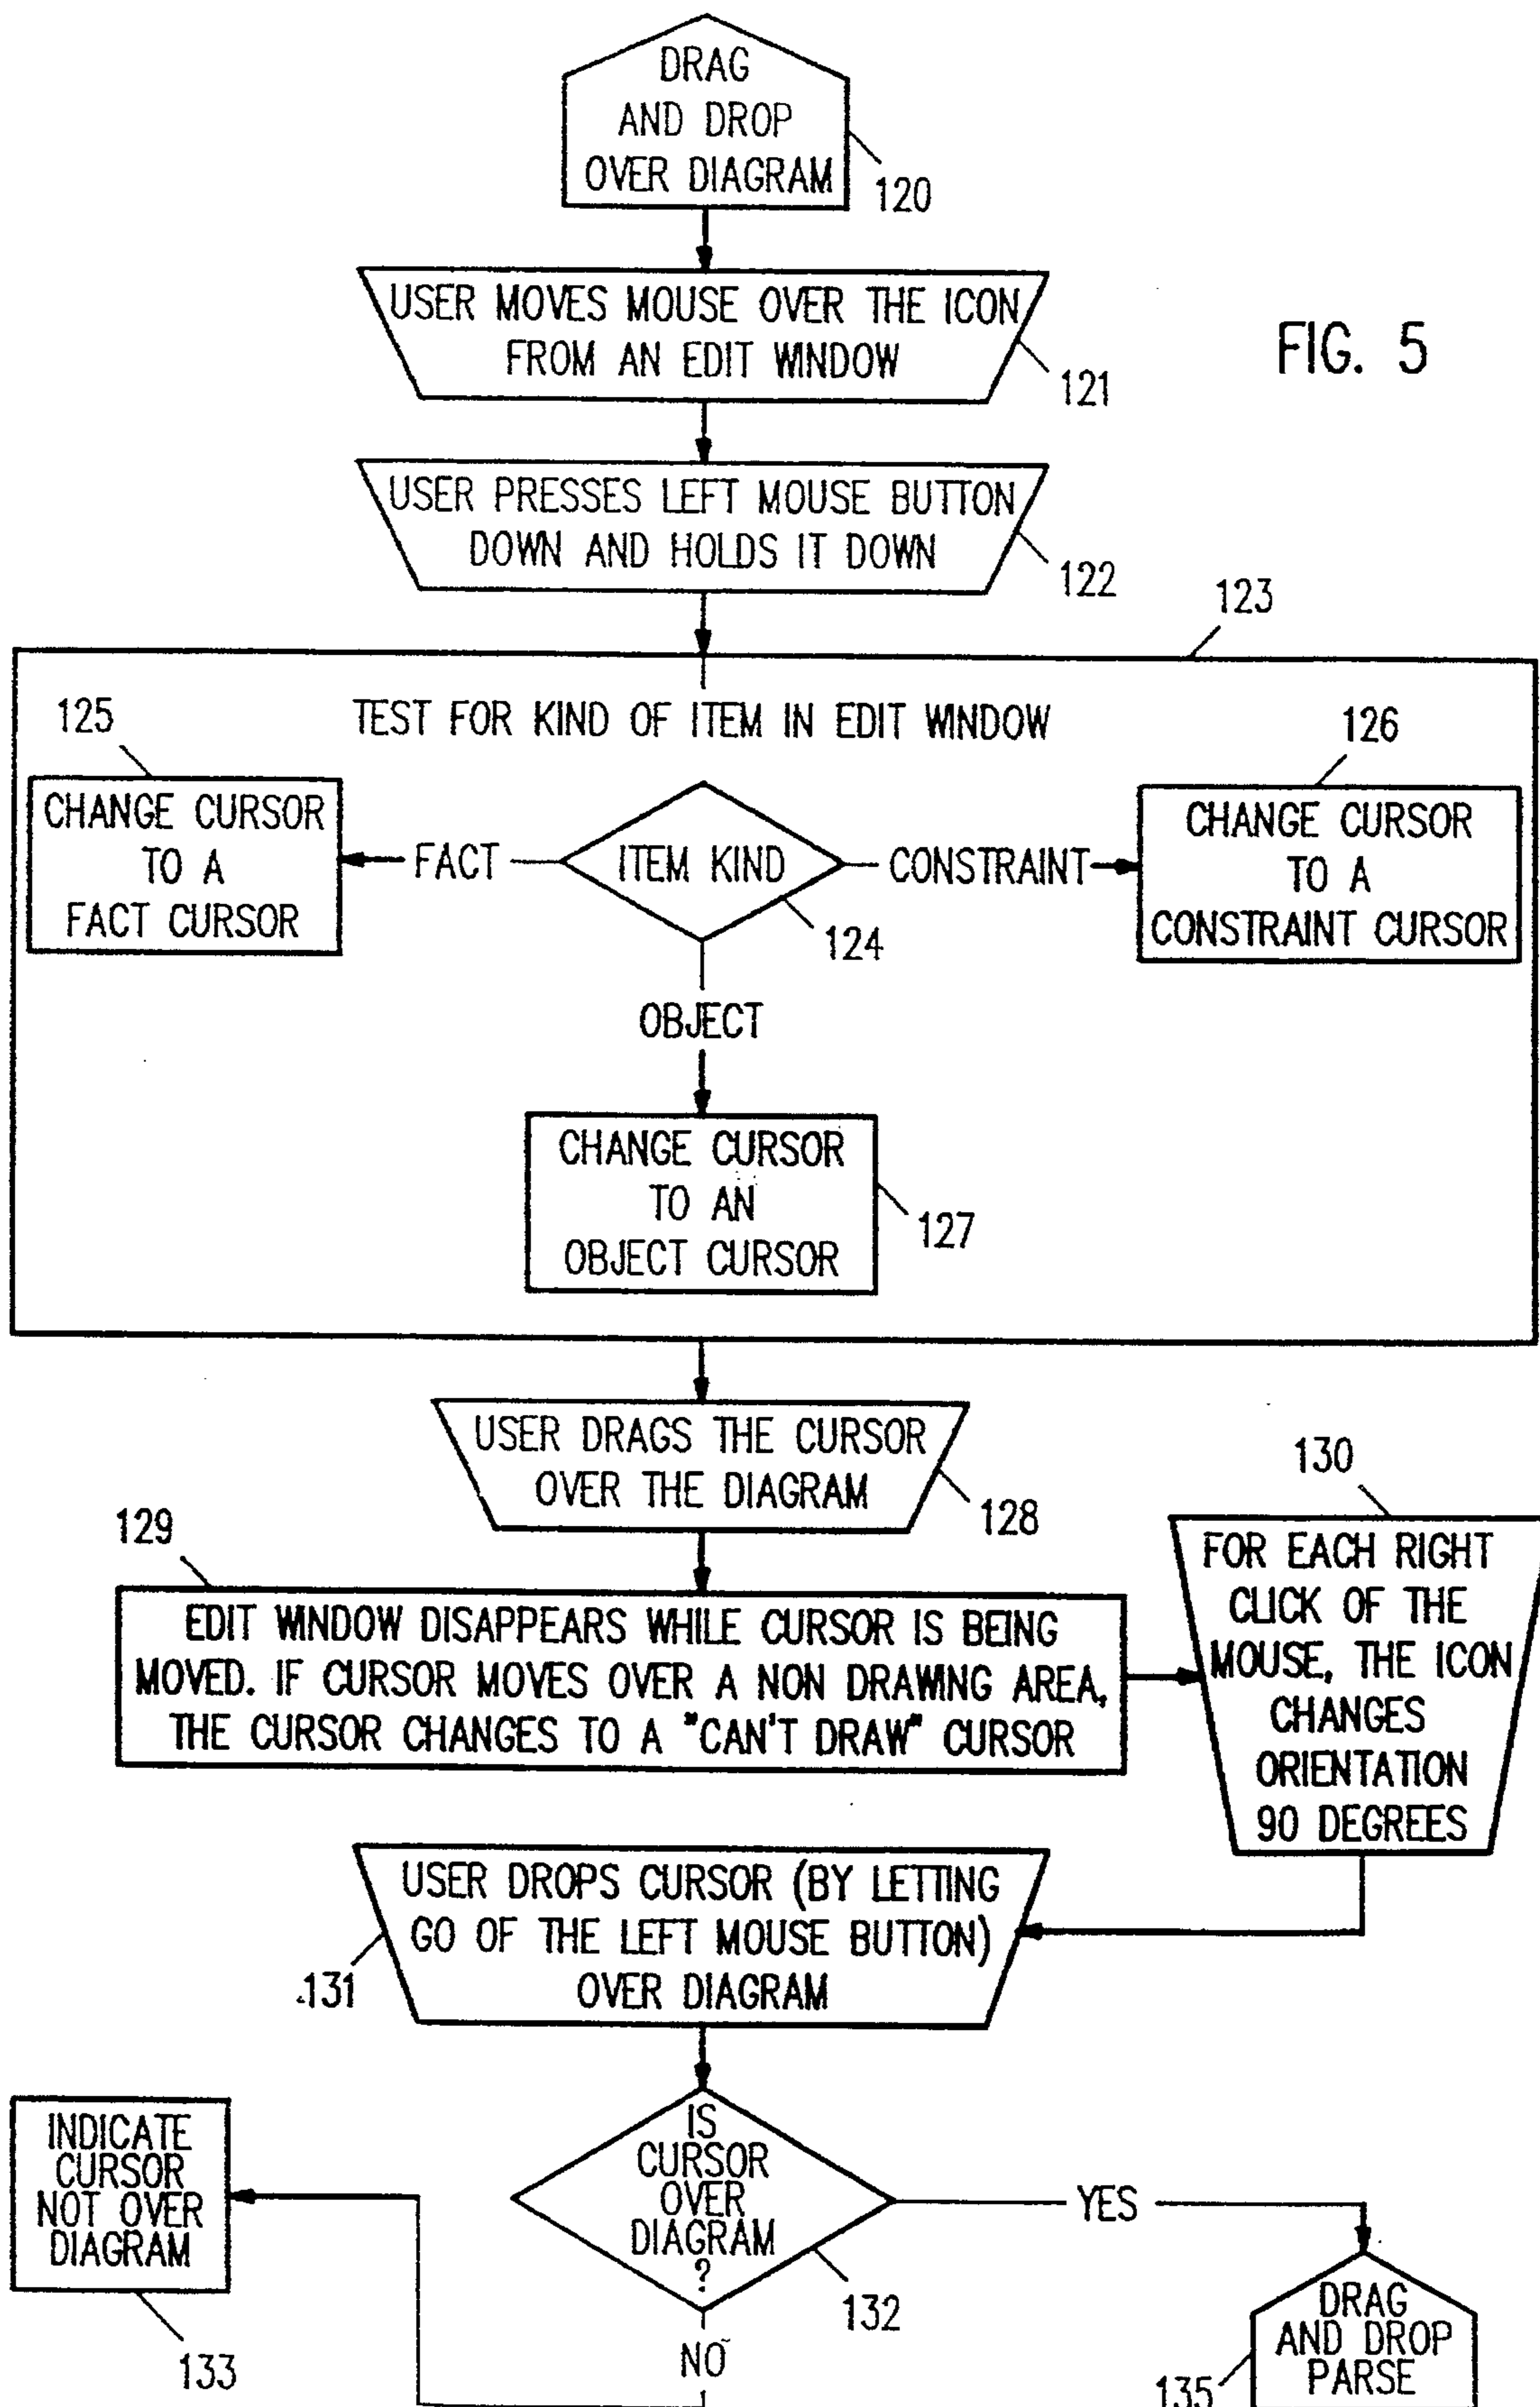 DRAG
AND DROP
OVER DIAGRAM
120
USER MOVES MOUSE OVER THE ICON
FROM AN EDIT WINDOW
121
FIG. 5
USER PRESSES LEFT MOUSE BUTTON
DOWN AND HOLDS IT DOWN
122
123
TEST FOR KIND OF ITEM IN EDIT WINDOW
125
CHANGE CURSOR
TO A
FACT CURSOR
FACT
ITEM KIND
124
CONSTRAINT
126
CHANGE CURSOR
TO A
CONSTRAINT CURSOR
OBJECT
CHANGE CURSOR
TO AN
OBJECT CURSOR
127
USER DRAGS THE CURSOR
OVER THE DIAGRAM
128
129
EDIT WINDOW DISAPPEARS WHILE CURSOR IS BEING
MOVED. IF CURSOR MOVES OVER A NON DRAWING AREA,
THE CURSOR CHANGES TO A "CAN'T DRAW" CURSOR
130
FOR EACH RIGHT
CLICK OF THE
MOUSE, THE ICON
CHANGES
ORIENTATION
90 DEGREES
USER DROPS CURSOR (BY LETTING
GO OF THE LEFT MOUSE BUTTON)
OVER DIAGRAM
131
IS
CURSOR
OVER
DIAGRAM
?
132
NO
INDICATE
CURSOR
NOT OVER
DIAGRAM
133
YES
DRAG
AND DROP
PARSE
135